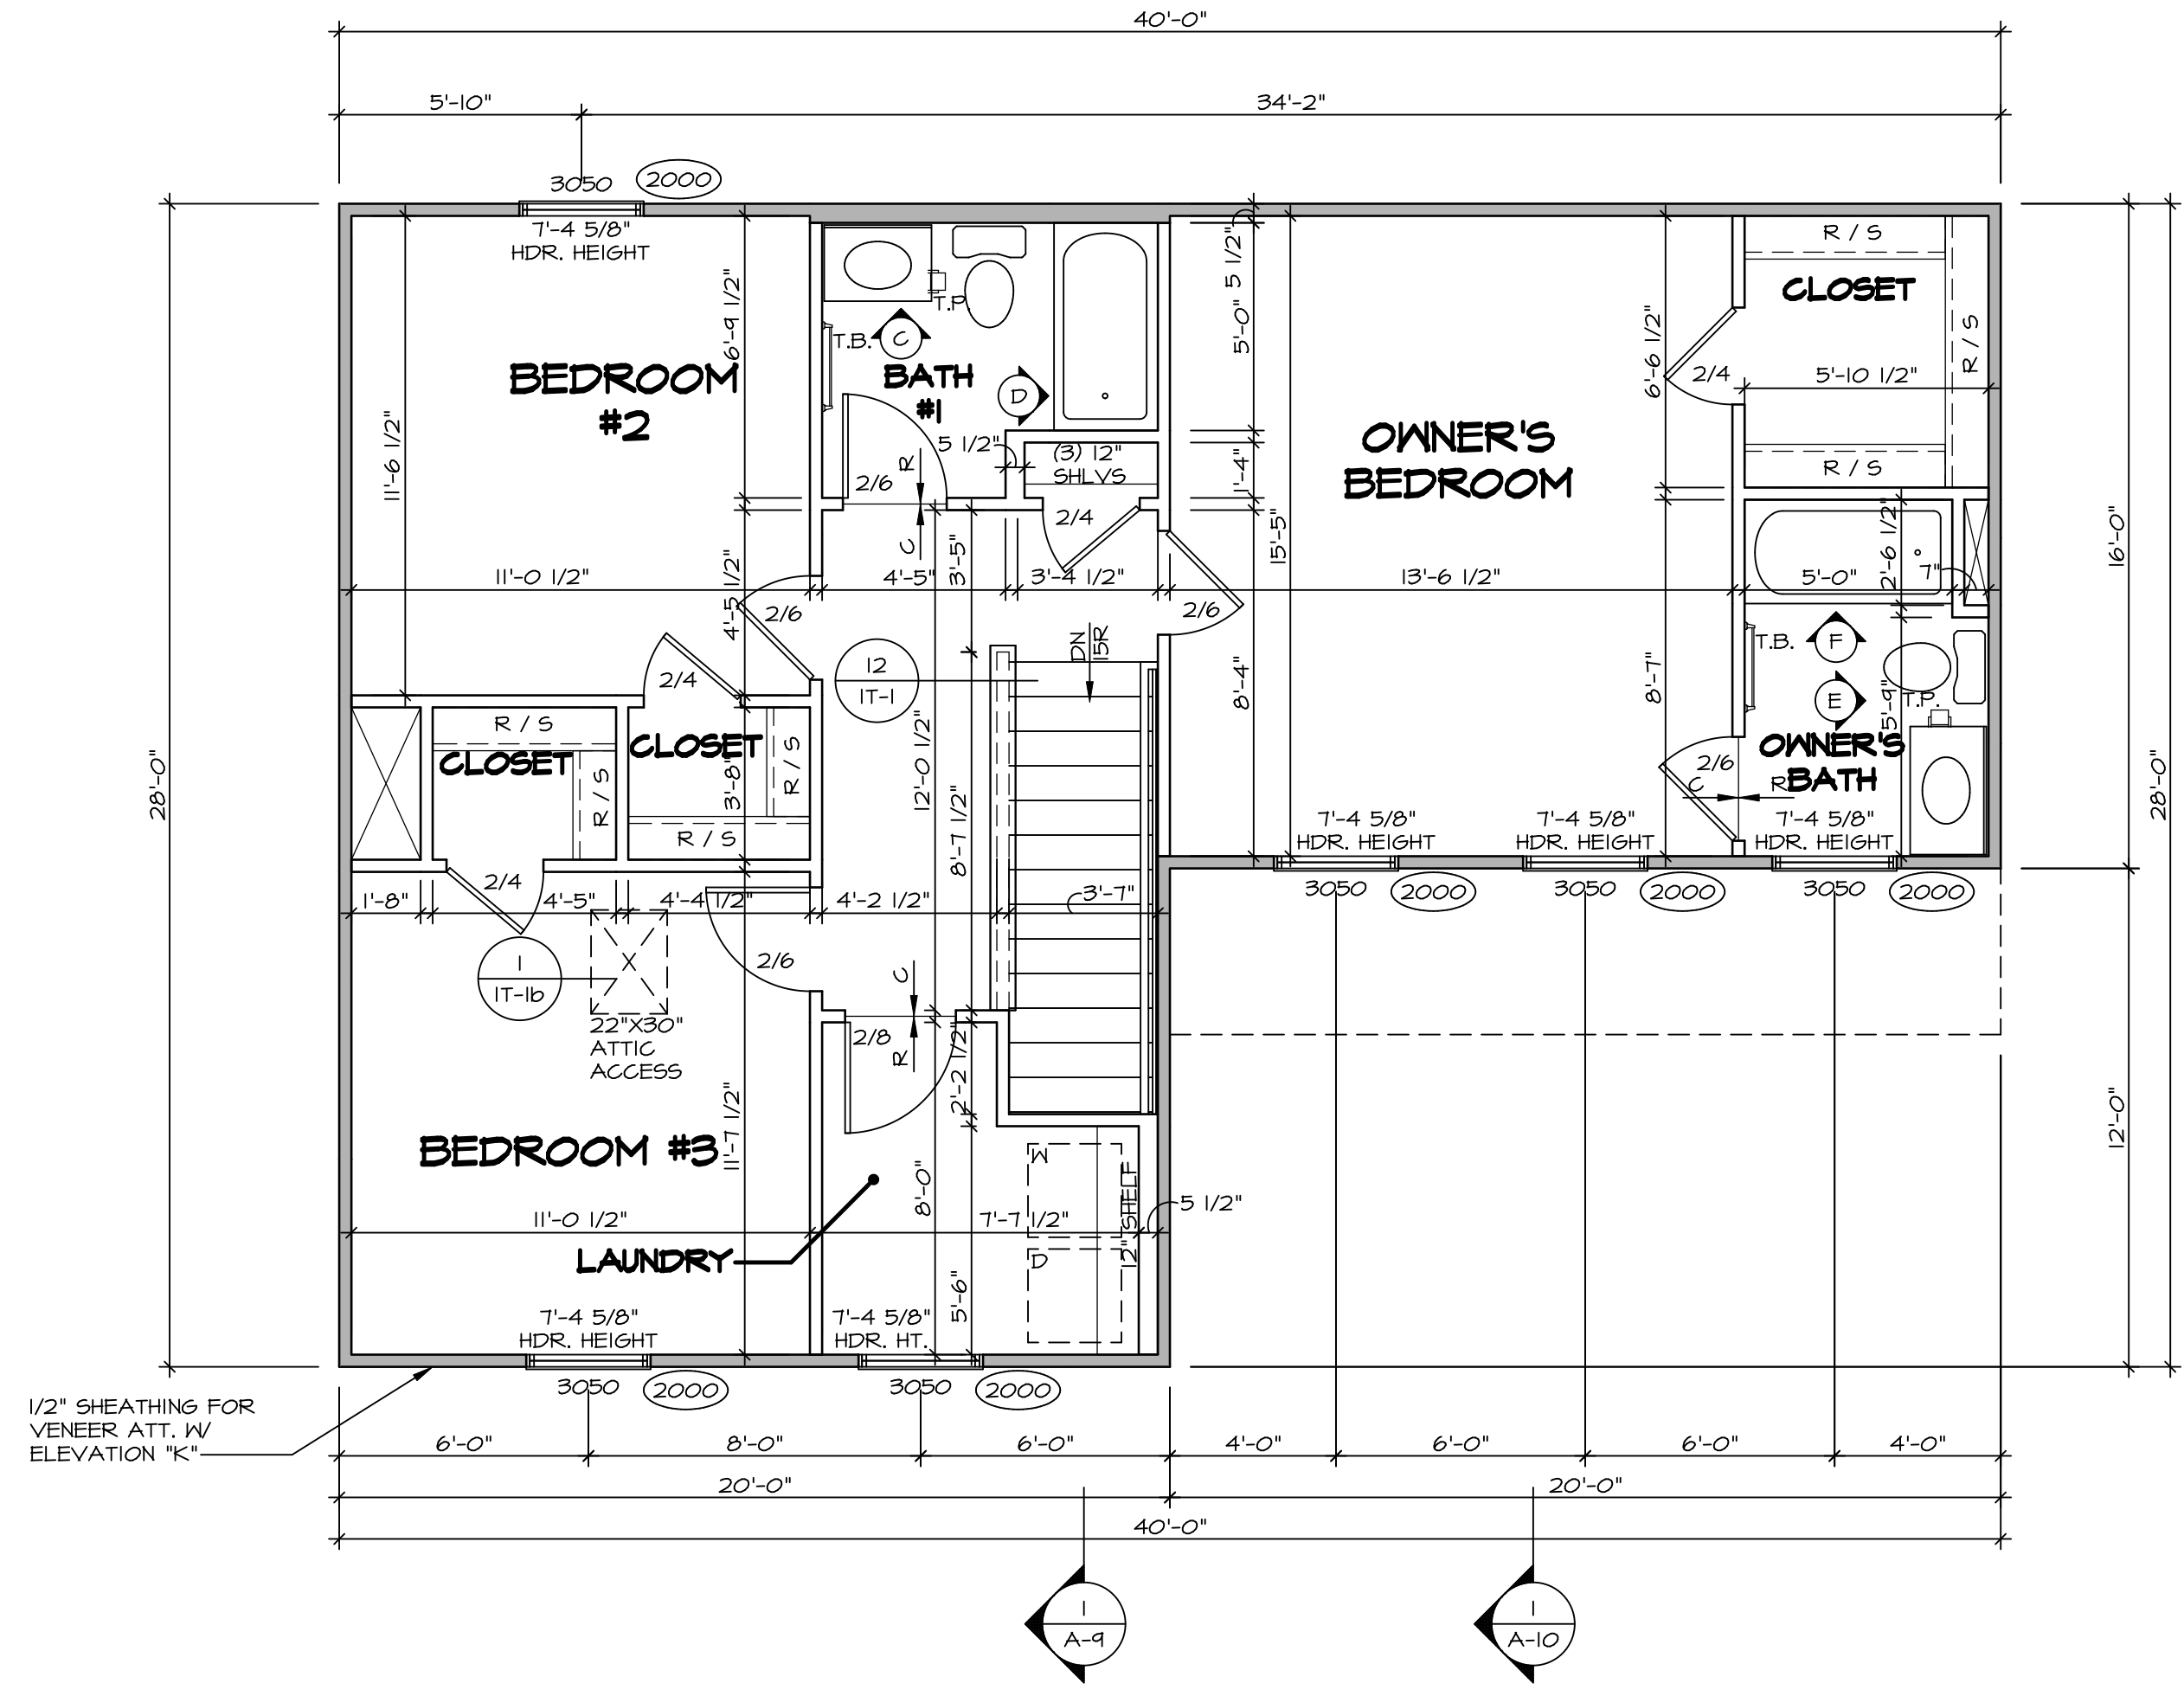 40'-0"
5'-10"
34'-2"
3050
2000
7'-4 5/8"
HDR. HEIGHT
R / S
CLOSET
R / S
2/4
5'-10 1/2"
R / S
T.P.
T.B.
C
BATH
#1
D
BEDROOM
#2
6'-9 1/2"
5 1/2"
5'-0"
6'-6 1/2"
OWNER'S
BEDROOM
11'-6 1/2"
5 1/2"
(3) 12"
SHLVS
1'-4"
2/6
R
C
2/4
3'-5"
15'-5"
16'-0"
11'-0 1/2"
4'-5"
3'-4 1/2"
13'-6 1/2"
5'-0"
2'-6 1/2"
7"
4'-5 1/2"
2/6
2/6
DN
15R
T.B.
F
12
1T-1
2/4
8'-4"
8'-7"
E
T.P.
5'-9"
R / S
CLOSET
R / S
CLOSET
R / S
R / S
3'-8"
12'-0 1/2"
8'-7 1/2"
OWNER'S
BATH
2/6
C
R
28'-0"
28'-0"
7'-4 5/8"
HDR. HEIGHT
7'-4 5/8"
HDR. HEIGHT
7'-4 5/8"
HDR. HEIGHT
3050
2000
3050
2000
3050
2000
2/4
1'-8"
4'-5"
4'-4 1/2"
4'-2 1/2"
3'-7"
X
2/6
1
1T-1b
22"X30"
ATTIC
ACCESS
C
2/8
R
2'-2 1/2"
12'-0"
11'-7 1/2"
BEDROOM #3
W
12" SHELF
8'-0"
5 1/2"
11'-0 1/2"
7'-7 1/2"
LAUNDRY
D
5'-6"
7'-4 5/8"
HDR. HEIGHT
7'-4 5/8"
HDR. HT.
3050
2000
3050
2000
1/2" SHEATHING FOR
VENEER ATT. W/
ELEVATION "K"
6'-0"
8'-0"
6'-0"
4'-0"
6'-0"
6'-0"
4'-0"
20'-0"
20'-0"
40'-0"
1
A-9
1
A-10